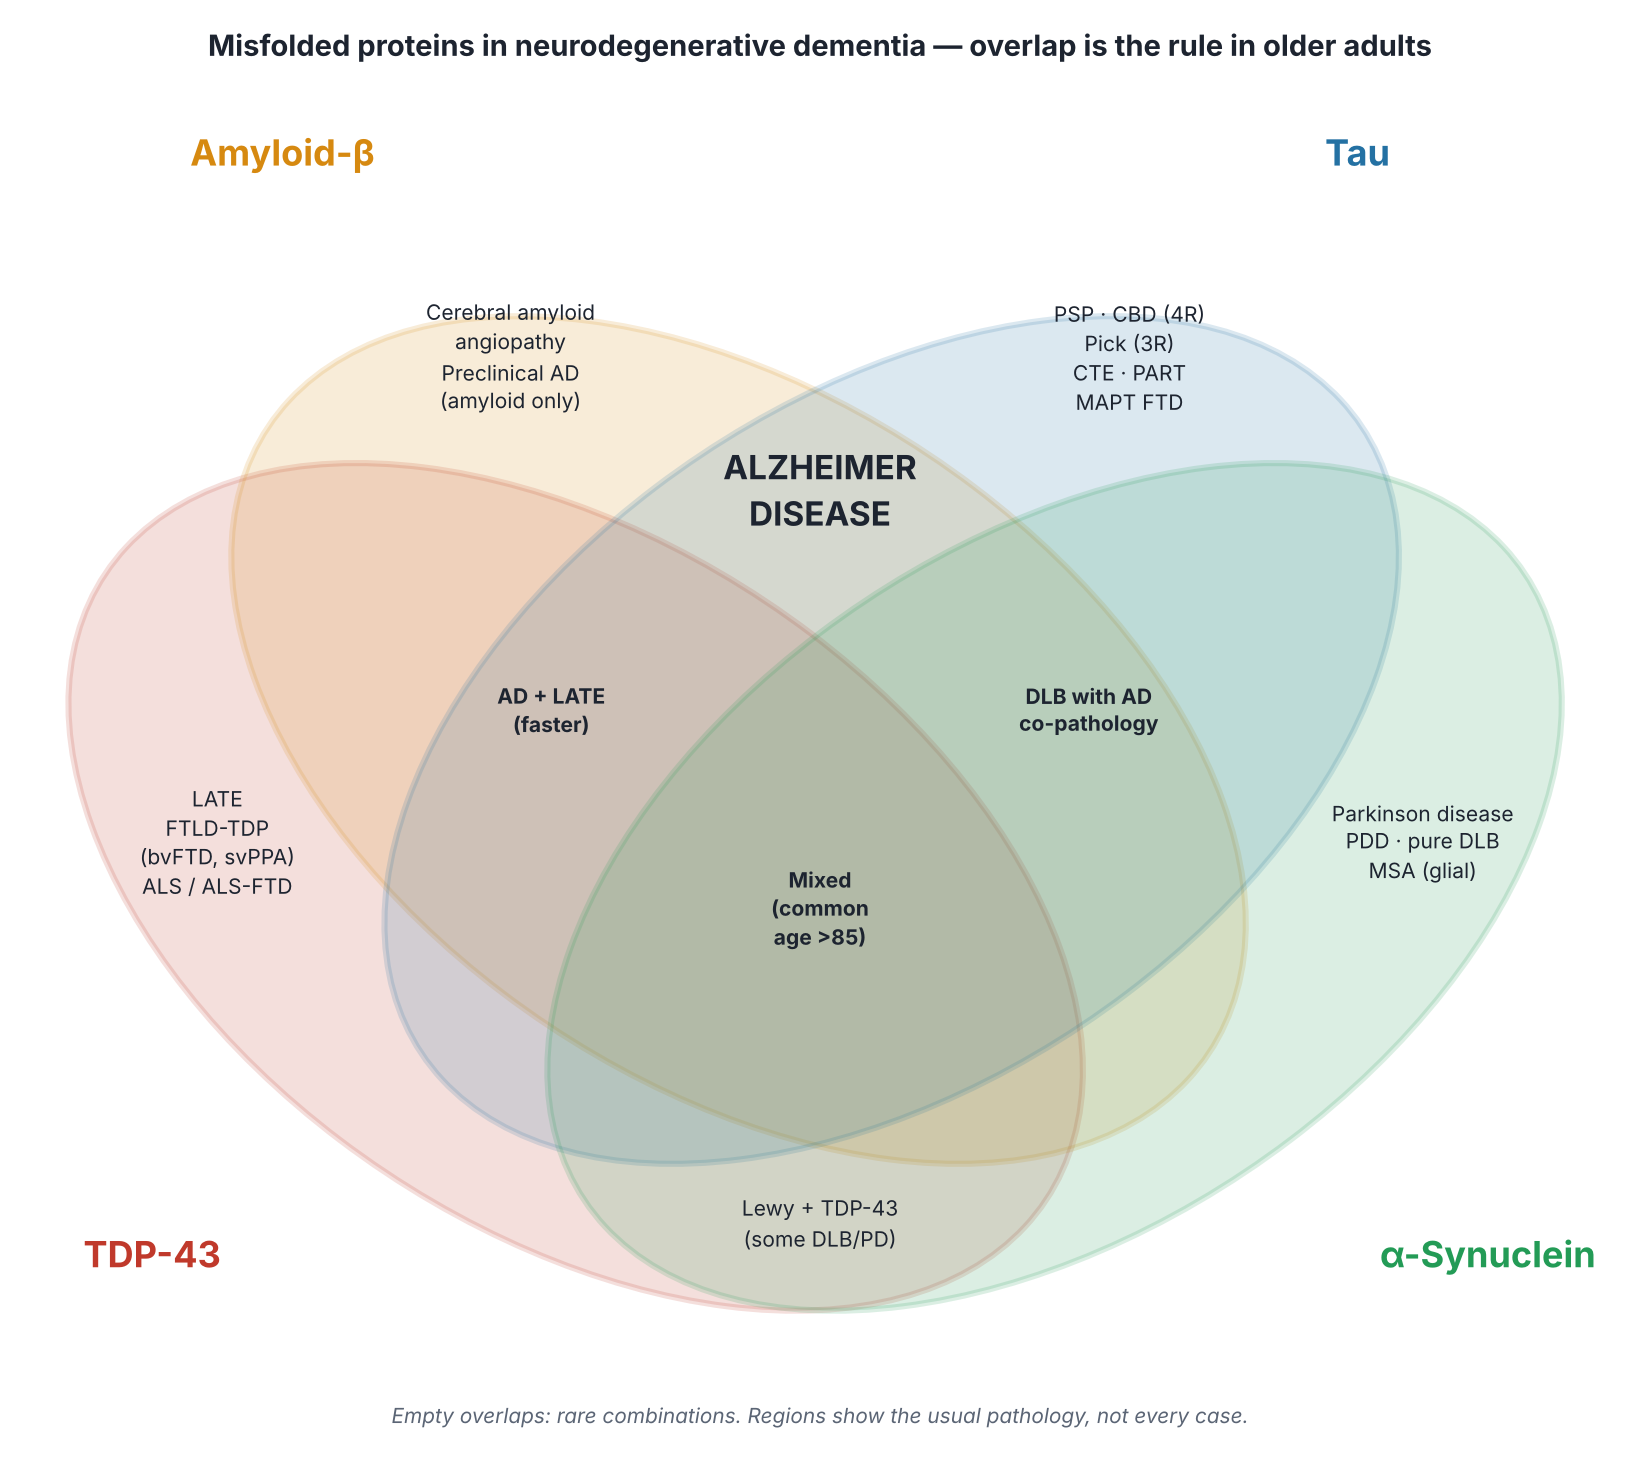 Misfolded proteins in neurodegenerative dementia — overlap is the rule in older adults
Amyloid-β
Tau
Cerebral amyloid
angiopathy
Preclinical AD
(amyloid only)
PSP · CBD (4R)
Pick (3R)
CTE · PART
MAPT FTD
ALZHEIMER
DISEASE
AD + LATE
(faster)
DLB with AD
co-pathology
LATE
FTLD-TDP
(bvFTD, svPPA)
ALS / ALS-FTD
Parkinson disease
PDD · pure DLB
MSA (glial)
Mixed
(common
age >85)
Lewy + TDP-43
(some DLB/PD)
TDP-43
α-Synuclein
Empty overlaps: rare combinations. Regions show the usual pathology, not every case.